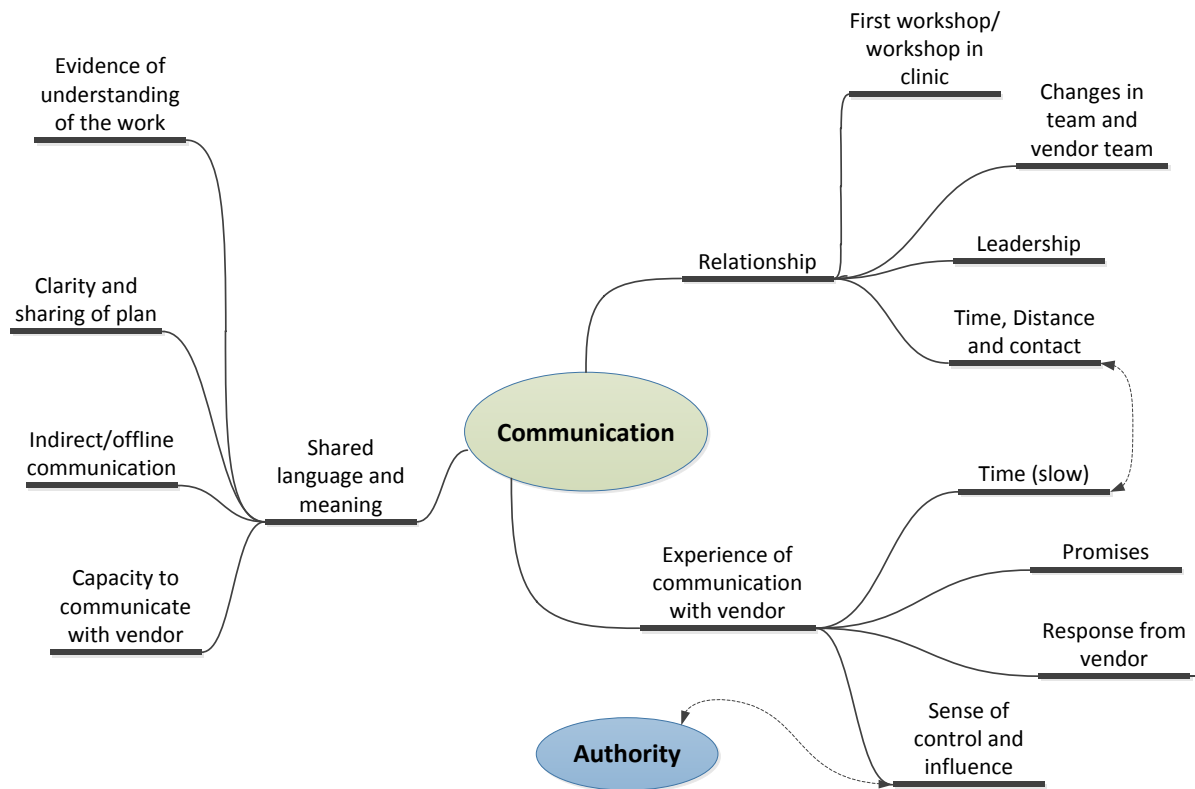 First workshop/
workshop in
clinic
Evidence of
understanding
of the work
Changes in
team and
vendor team
Leadership
Relationship
Clarity and
sharing of plan
Time, Distance
and contact
Communication
Indirect/offline
communication
Shared
language and
meaning
Time (slow)
Experience of
communication
with vendor
Promises
Capacity to
communicate
with vendor
Response from
vendor
Sense of
control and
influence
Authority